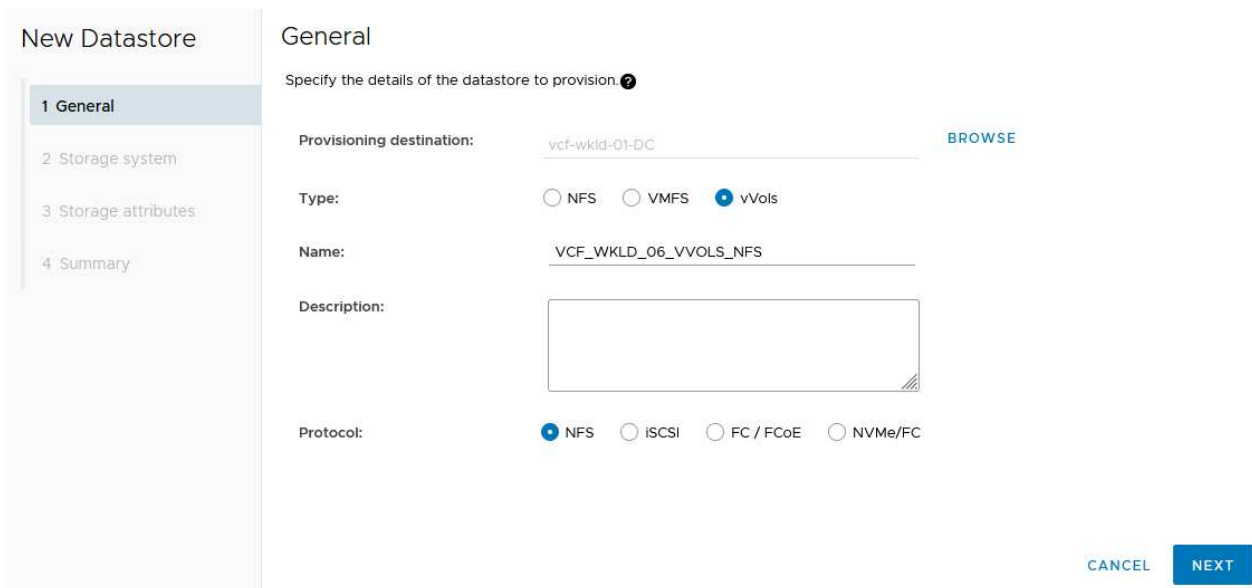 New Datastore
1 General
2 Storage system
3 Storage attributes
4 Summary
General
Specify the details of the datastore to provision.?
Provisioning destination: vcf-wkld-01-DC BROWSE
Type: NFS VMFS vVols
Name: VCF_WKLD_06_VVOLS_NFS
Description:
Protocol: NFS iSCSI FC / FCoE NVMe/FC
CANCEL NEXT